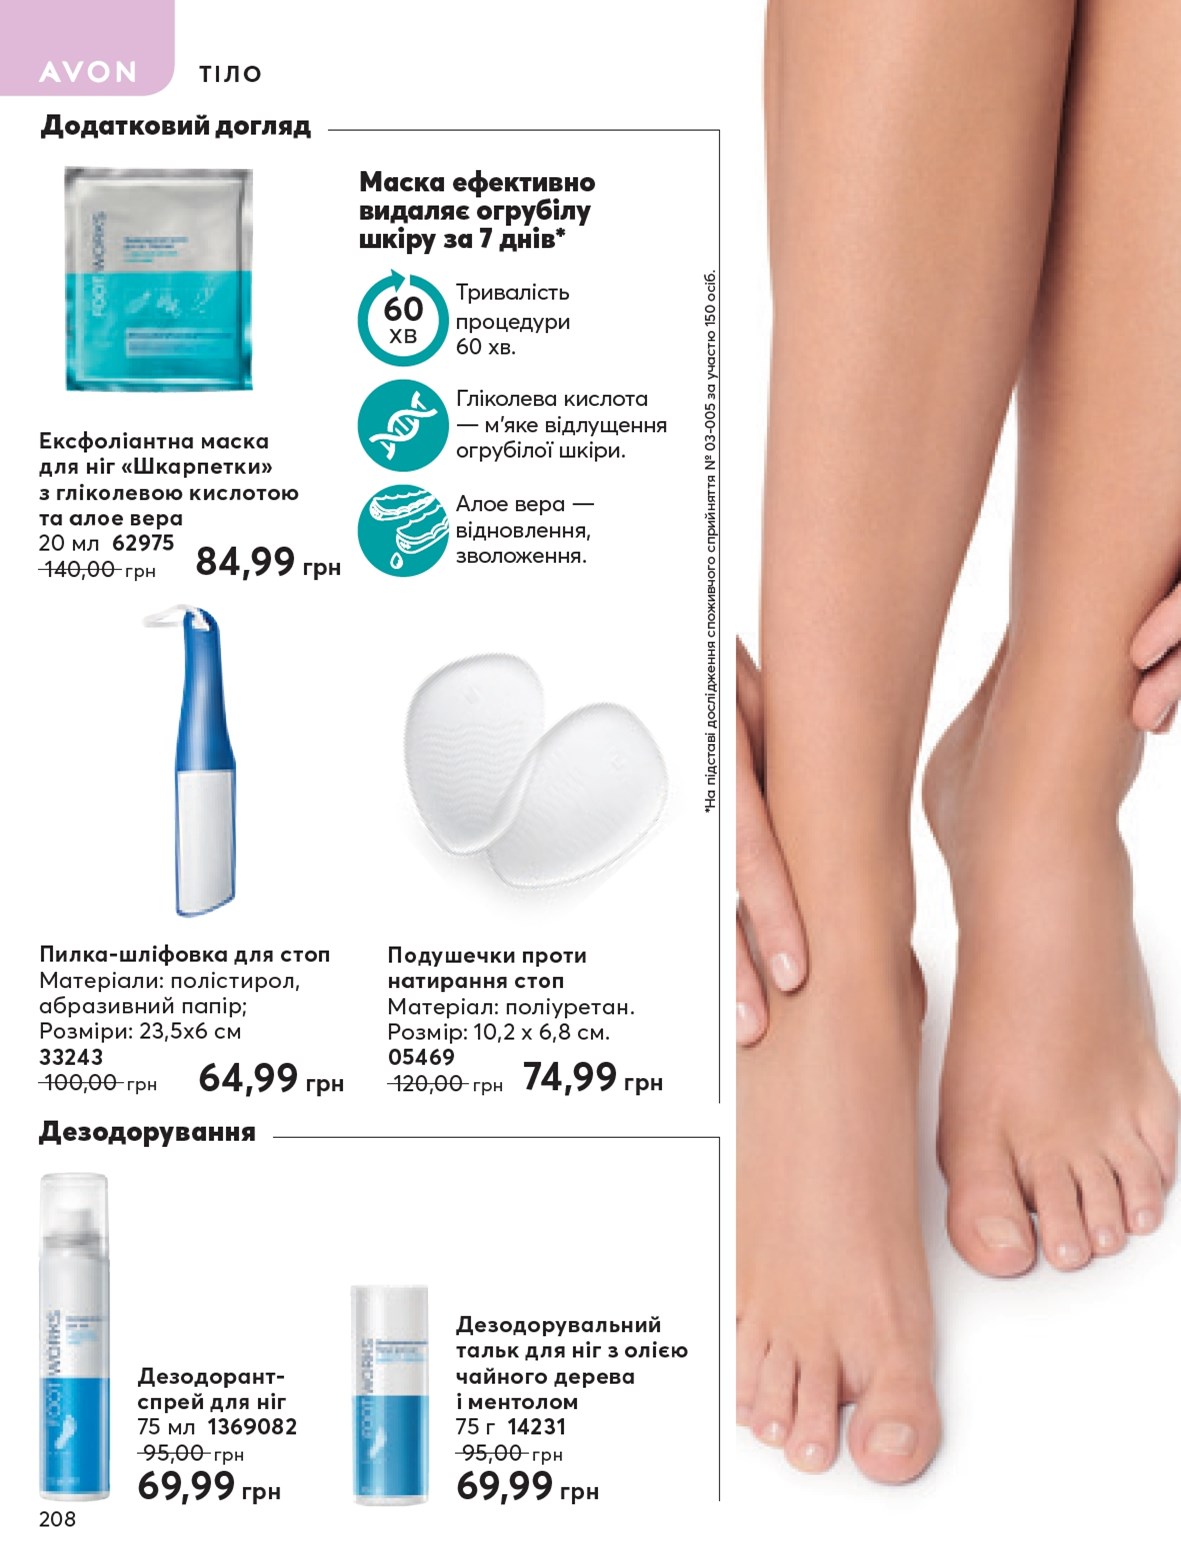 AVON
ТІЛО
Додатковий догляд
FOOT WORKS
Маска ефективно
видаляє огрубілу
шкіру за 7 днів*
60
ХВ
Тривалість
процедури
60 хв.
Гліколева кислота
— м’яке відлущення
огрубілої шкіри.
Алое вера —
відновлення,
зволоження.
*На підставі дослідження споживчого сприйняття № 03-005 за участю 150 осіб.
Ексфоліантна маска
для ніг «Шкарпетки»
з гліколевою кислотою
та алое вера
20 мл 62975
140,00 грн 84,99 грн
Пилка-шліфовка для стоп
Матеріали: полістирол,
абразивний папір;
Розміри: 23,5х6 см
33243
100,00 грн 64,99 грн
Подушечки проти
натирання стоп
Матеріал: поліуретан.
Розмір: 10,2 х 6,8 см.
05469
120,00 грн 74,99 грн
Дезодорування
FOOT WORKS
Дезодорант-
спрей для ніг
75 мл 1369082
95,00 грн
69,99 грн
FOOT WORKS
Дезодорувальний
тальк для ніг з олією
чайного дерева
і ментолом
75 г 14231
95,00 грн
69,99 грн
208